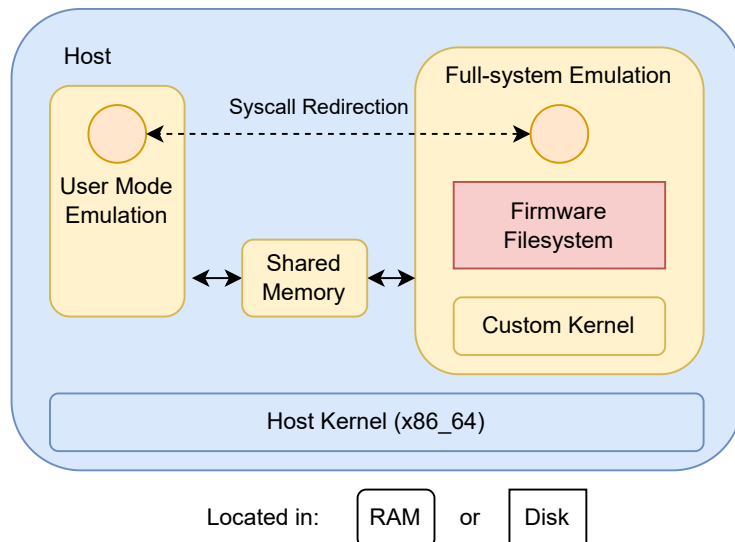 Host
Full-system Emulation
Syscall Redirection
User Mode
Emulation
Firmware
Filesystem
Shared
Memory
Custom Kernel
Host Kernel (x86_64)
Located in: RAM or Disk